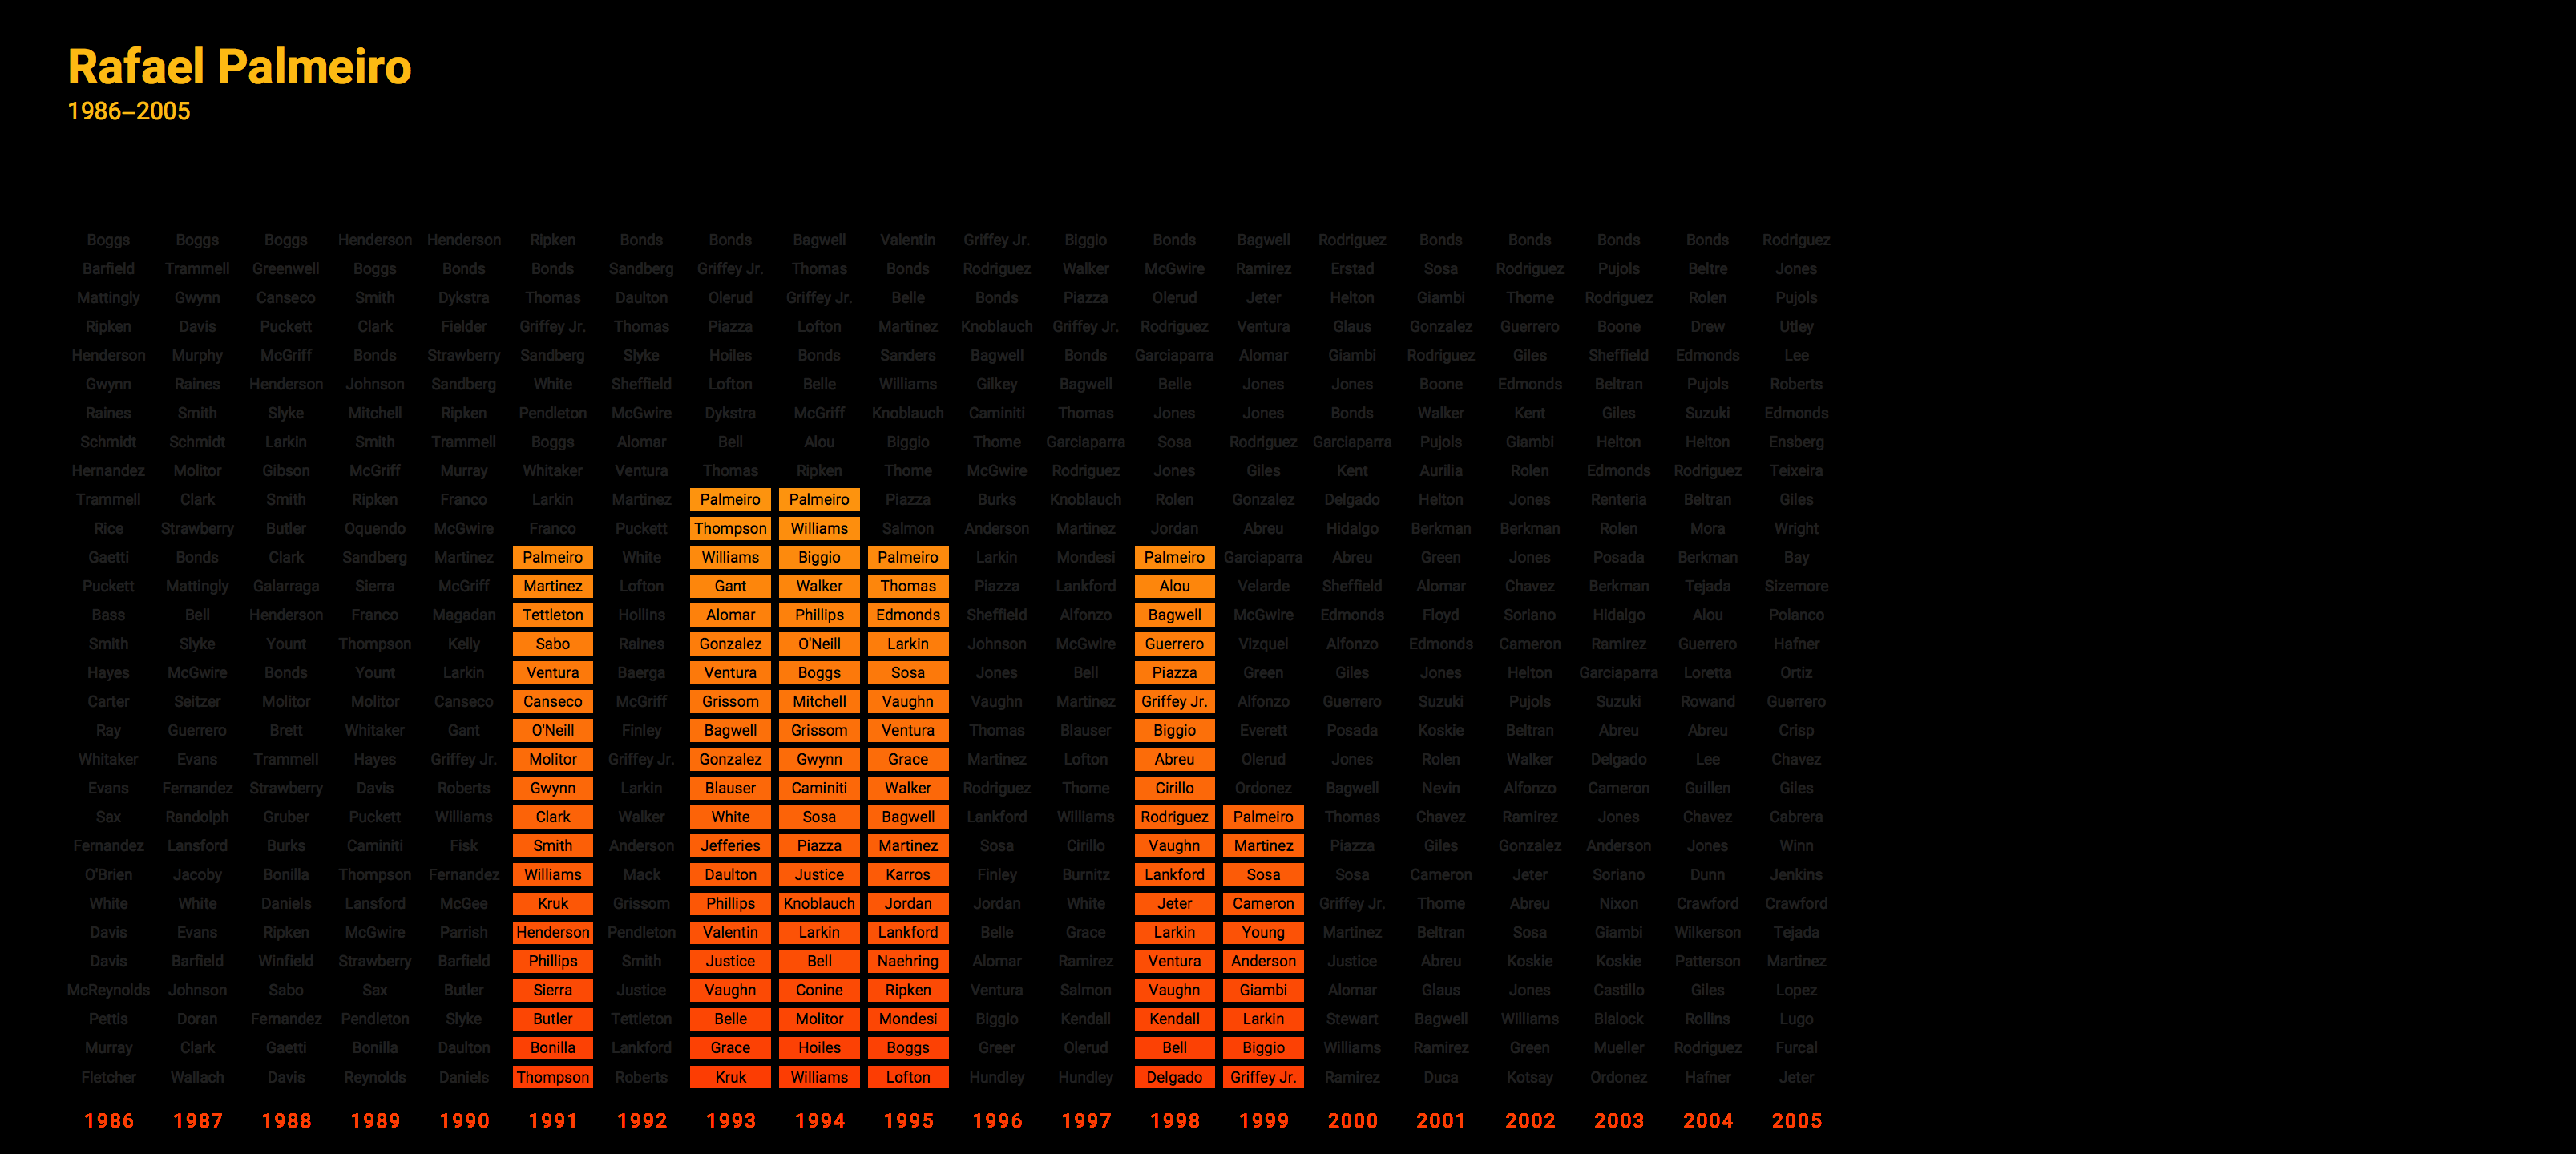 Rafael Palmeiro
1986–2005
Boggs Boggs Boggs Henderson Henderson Ripken Bonds Bonds Bagwell Valentin Griffey Jr. Biggio Bonds Bagwell Rodriguez Bonds Bonds Bonds Bonds Rodriguez
Barfield Trammell Greenwell Boggs Bonds Bonds Sandberg Griffey Jr. Thomas Bonds Rodriguez Walker McGwire Ramirez Erstad Sosa Rodriguez Pujols Beltre Jones
Mattingly Gwynn Canseco Smith Dykstra Thomas Daulton Olerud Griffey Jr. Belle Bonds Piazza Olerud Jeter Helton Giambi Thome Rodriguez Rolen Pujols
Ripken Davis Puckett Clark Fielder Griffey Jr. Thomas Piazza Lofton Martinez Knoblauch Griffey Jr. Rodriguez Ventura Glaus Gonzalez Guerrero Boone Drew Utley
Henderson Murphy McGriff Bonds Strawberry Sandberg Slyke Hoiles Bonds Sanders Bagwell Bonds Garciaparra Alomar Giambi Rodriguez Giles Sheffield Edmonds Lee
Gwynn Raines Henderson Johnson Sandberg White Sheffield Lofton Belle Williams Gilkey Bagwell Belle Jones Jones Boone Edmonds Beltran Pujols Roberts
Raines Smith Slyke Mitchell Ripken Pendleton McGwire Dykstra McGriff Knoblauch Caminiti Thomas Jones Jones Bonds Walker Kent Giles Suzuki Edmonds
Schmidt Schmidt Larkin Smith Trammell Boggs Alomar Bell Alou Biggio Thome Garciaparra Sosa Rodriguez Garciaparra Pujols Giambi Helton Helton Ensberg
Hernandez Molitor Gibson McGriff Murray Whitaker Ventura Thomas Ripken Thome McGwire Rodriguez Jones Giles Kent Aurilia Rolen Edmonds Rodriguez Teixeira
Trammell Clark Smith Ripken Franco Larkin Martinez Palmeiro Palmeiro Piazza Burks Knoblauch Rolen Gonzalez Delgado Helton Jones Renteria Beltran Giles
Rice Strawberry Butler Oquendo McGwire Franco Puckett Thompson Williams Salmon Anderson Martinez Jordan Abreu Hidalgo Berkman Berkman Rolen Mora Wright
Gaetti Bonds Clark Sandberg Martinez Palmeiro White Williams Biggio Palmeiro Larkin Mondesi Palmeiro Garciaparra Abreu Green Jones Posada Berkman Bay
Puckett Mattingly Galarraga Sierra McGriff Martinez Lofton Gant Walker Thomas Piazza Lankford Alou Velarde Sheffield Alomar Chavez Berkman Tejada Sizemore
Bass Bell Henderson Franco Magadan Tettleton Hollins Alomar Phillips Edmonds Sheffield Alfonzo Bagwell McGwire Edmonds Floyd Soriano Hidalgo Alou Polanco
Smith Slyke Yount Thompson Kelly Sabo Raines Gonzalez O'Neill Larkin Johnson McGwire Guerrero Vizquel Alfonzo Edmonds Cameron Ramirez Guerrero Hafner
Hayes McGwire Bonds Yount Larkin Ventura Baerga Ventura Boggs Sosa Jones Bell Piazza Green Giles Jones Helton Garciaparra Loretta Ortiz
Carter Seitzer Molitor Molitor Canseco Canseco McGriff Grissom Mitchell Vaughn Vaughn Martinez Griffey Jr. Alfonzo Guerrero Suzuki Pujols Suzuki Rowand Guerrero
Ray Guerrero Brett Whitaker Gant O'Neill Finley Bagwell Grissom Ventura Thomas Blauser Biggio Everett Posada Koskie Beltran Abreu Abreu Crisp
Whitaker Evans Trammell Hayes Griffey Jr. Molitor Griffey Jr. Gonzalez Gwynn Grace Martinez Lofton Abreu Olerud Jones Rolen Walker Delgado Lee Chavez
Evans Fernandez Strawberry Davis Roberts Gwynn Larkin Blauser Caminiti Walker Rodriguez Thome Cirillo Ordonez Bagwell Nevin Alfonzo Cameron Guillen Giles
Sax Randolph Gruber Puckett Williams Clark Walker White Sosa Bagwell Lankford Williams Rodriguez Palmeiro Thomas Chavez Ramirez Jones Chavez Cabrera
Fernandez Lansford Burks Caminiti Fisk Smith Anderson Jefferies Piazza Martinez Sosa Cirillo Vaughn Martinez Piazza Giles Gonzalez Anderson Jones Winn
O'Brien Jacoby Bonilla Thompson Fernandez Williams Mack Daulton Justice Karros Finley Burnitz Lankford Sosa Sosa Cameron Jeter Soriano Dunn Jenkins
White White Daniels Lansford McGee Kruk Grissom Phillips Knoblauch Jordan Jordan White Jeter Cameron Griffey Jr. Thome Abreu Nixon Crawford Crawford
Davis Evans Ripken McGwire Parrish Henderson Pendleton Valentin Larkin Lankford Belle Grace Larkin Young Martinez Beltran Sosa Giambi Wilkerson Tejada
Davis Barfield Winfield Strawberry Barfield Phillips Smith Justice Bell Naehring Alomar Ramirez Ventura Anderson Justice Abreu Koskie Koskie Patterson Martinez
McReynolds Johnson Sabo Sax Butler Sierra Justice Vaughn Conine Ripken Ventura Salmon Vaughn Giambi Alomar Glaus Jones Castillo Giles Lopez
Pettis Doran Fernandez Pendleton Slyke Butler Tettleton Belle Molitor Mondesi Biggio Kendall Kendall Larkin Stewart Bagwell Williams Blalock Rollins Lugo
Murray Clark Gaetti Bonilla Daulton Bonilla Lankford Grace Hoiles Boggs Greer Olerud Bell Biggio Williams Ramirez Green Mueller Rodriguez Furcal
Fletcher Wallach Davis Reynolds Daniels Thompson Roberts Kruk Williams Lofton Hundley Hundley Delgado Griffey Jr. Ramirez Duca Kotsay Ordonez Hafner Jeter
1986 1987 1988 1989 1990 1991 1992 1993 1994 1995 1996 1997 1998 1999 2000 2001 2002 2003 2004 2005